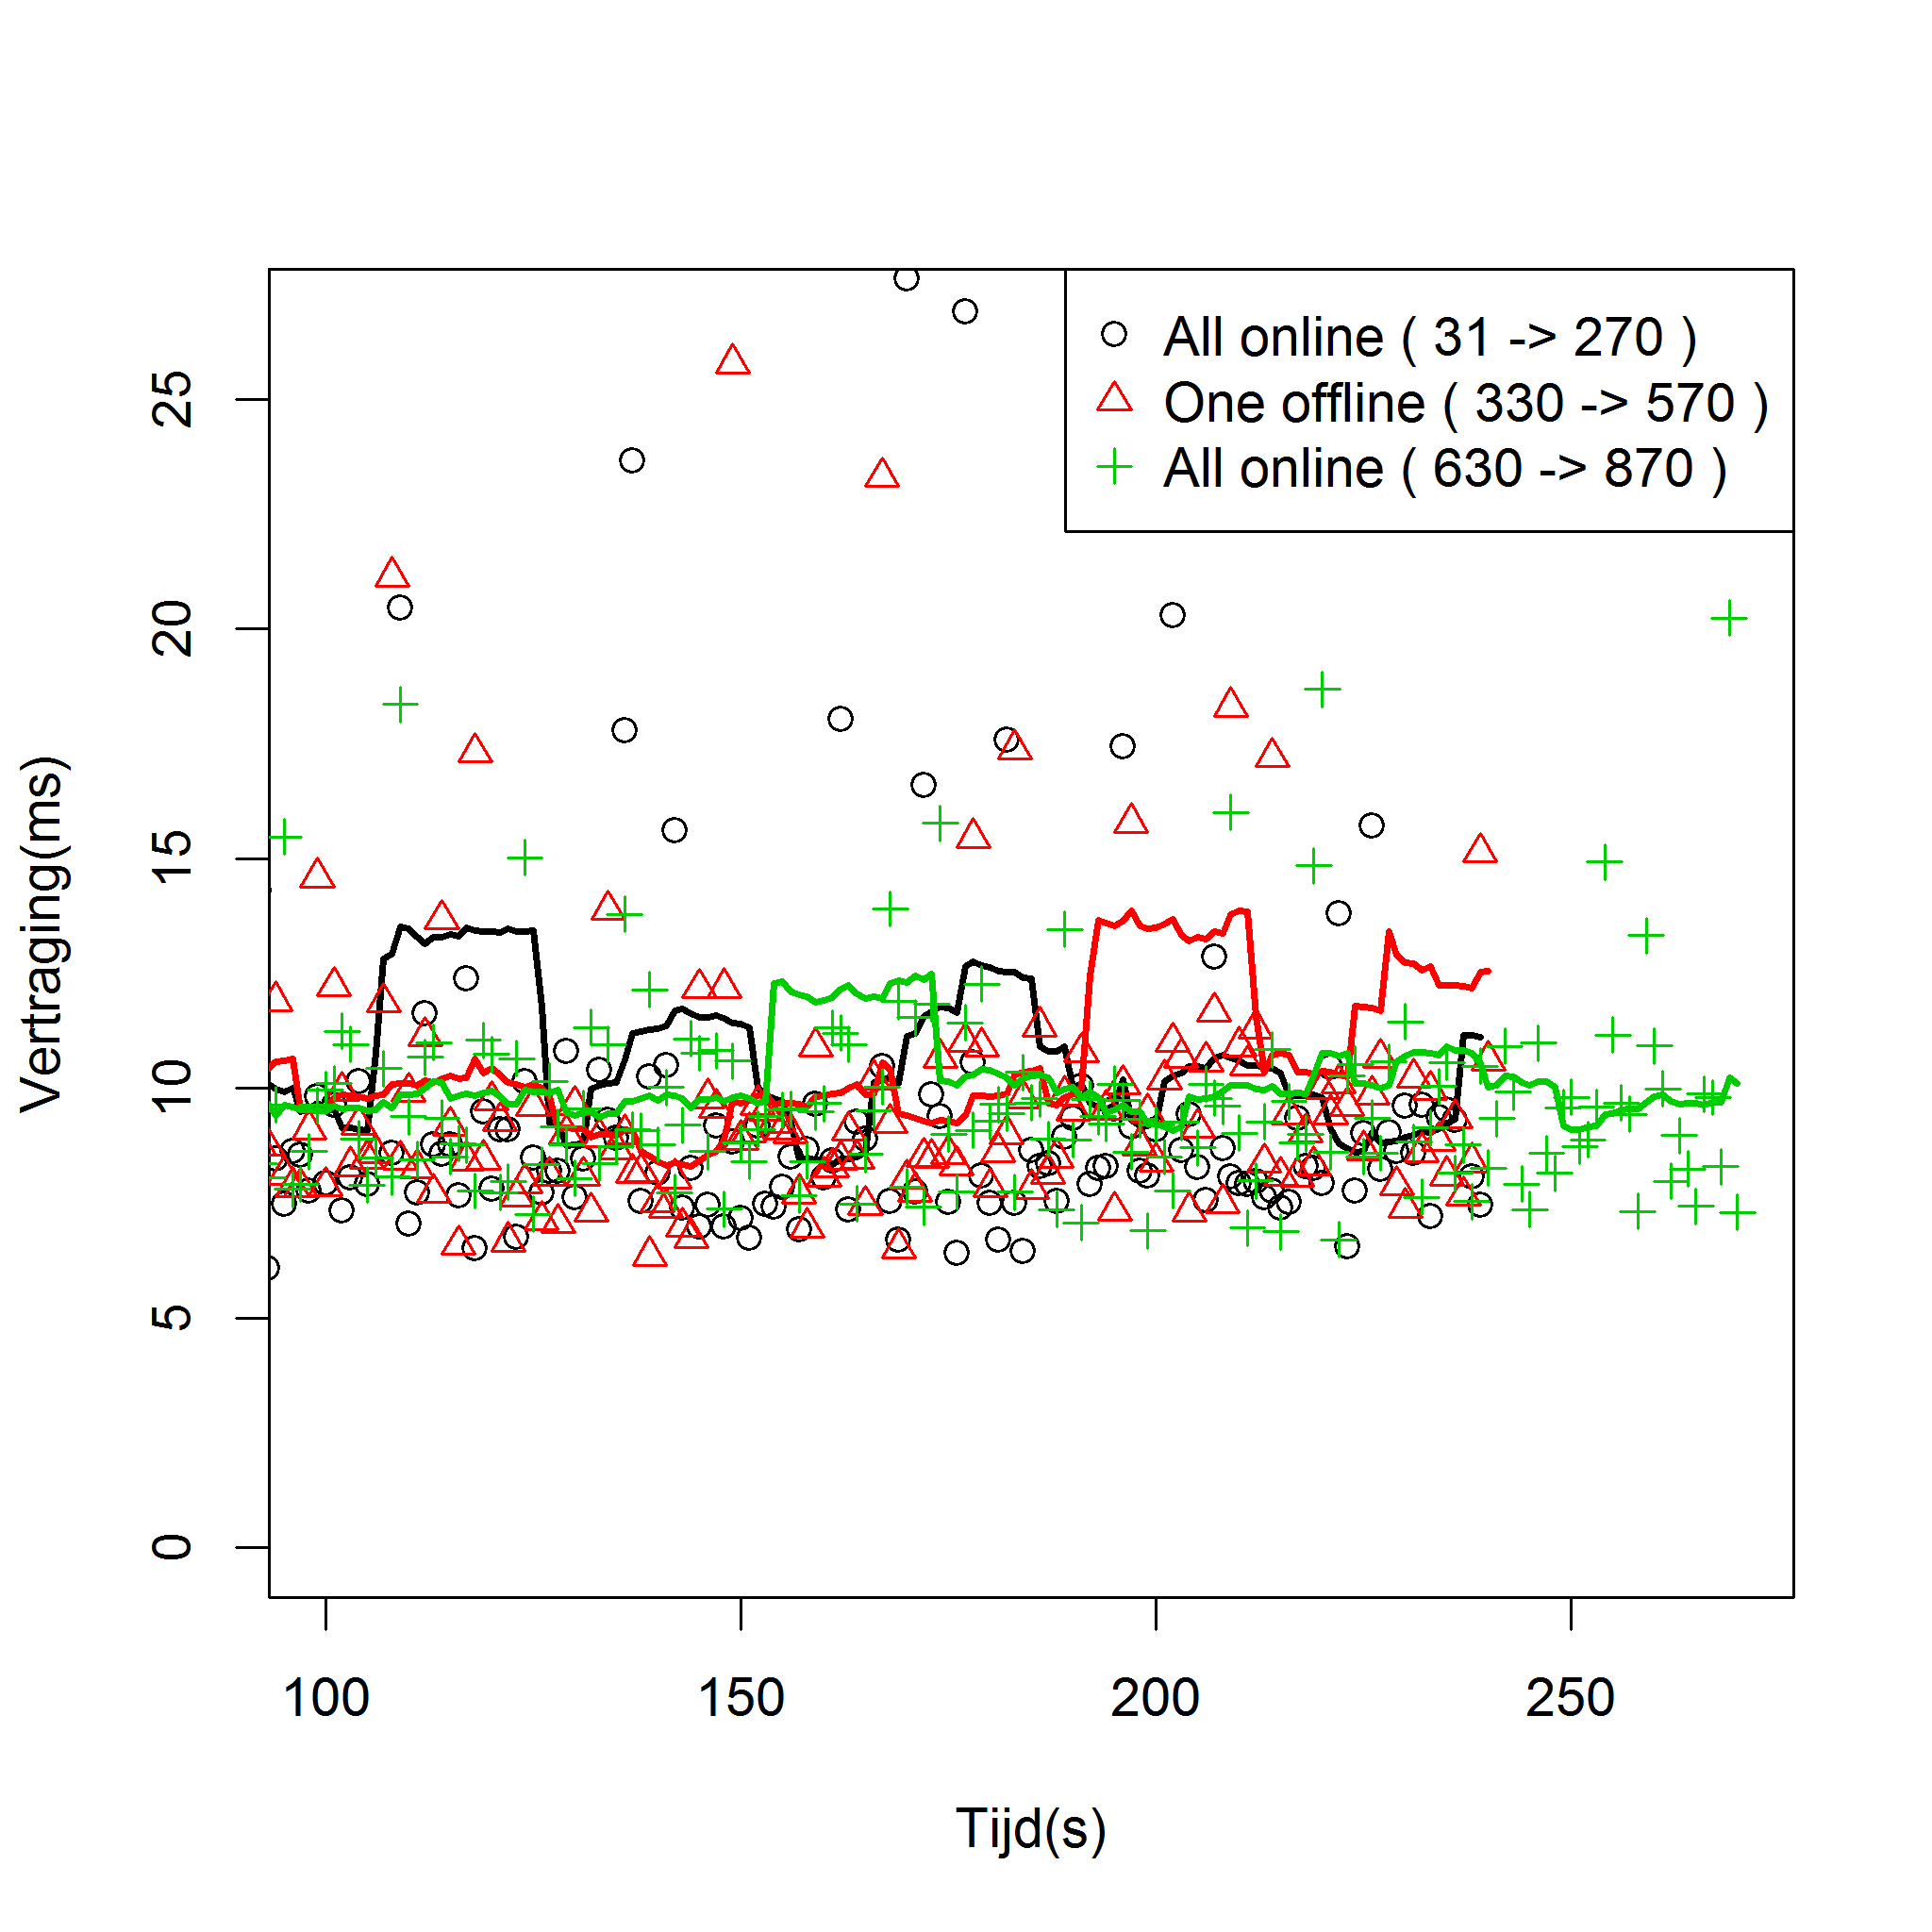 All online ( 31 -> 270 )
One offline ( 330 -> 570 )
All online ( 630 -> 870 )
Vertraging(ms)
25
20
15
10
5
0
100 150 200 250
Tijd(s)